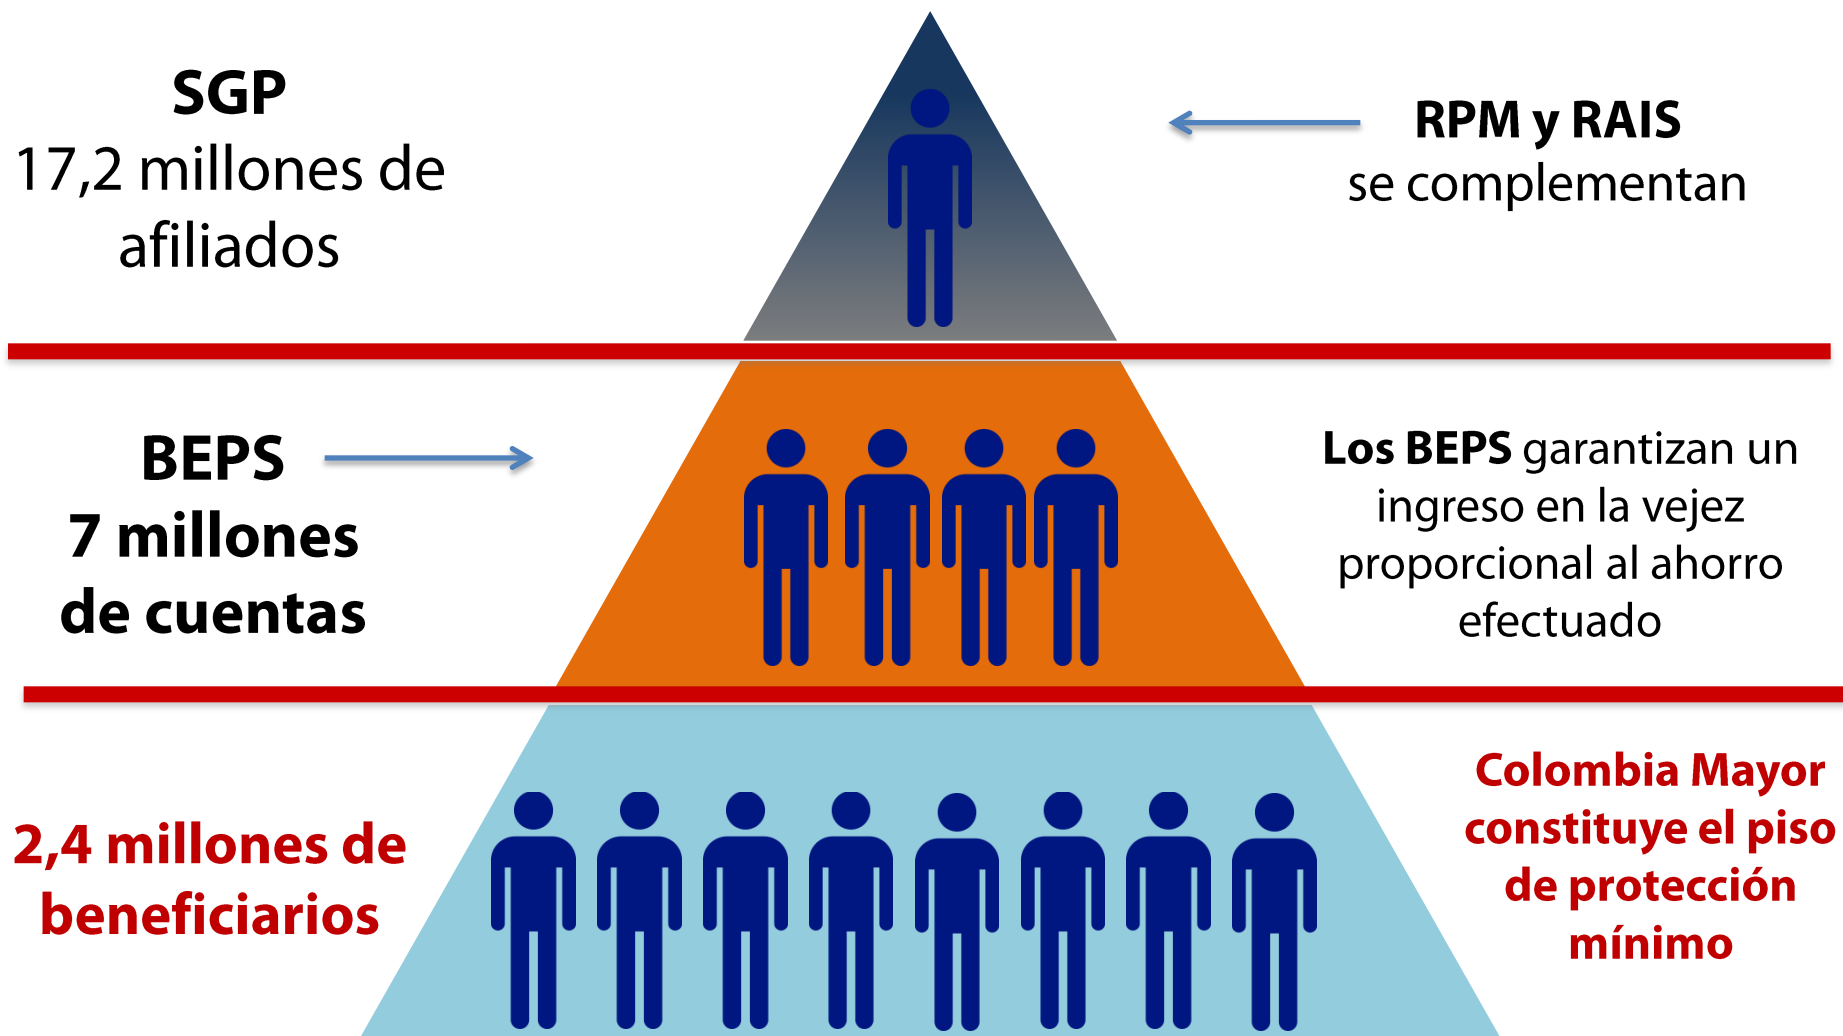 SGP
17,2 millones de
afiliados
RPM y RAIS
se complementan
BEPS
7 millones
de cuentas
Los BEPS garantizan un
ingreso en la vejez
proporcional al ahorro
efectuado
2,4 millones de
beneficiarios
Colombia Mayor
constituye el piso
de protección
mínimo